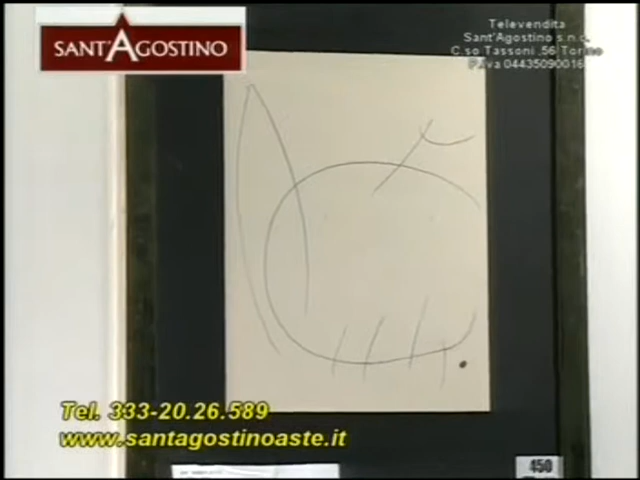 SANT'AGOSTINO
Televendita
Sant'Agostino s.n.c.
C.so Tassoni ,56 Torino
P.iva 04435090016
Tel. 333-20.26.589
www.santagostinoaste.it
450